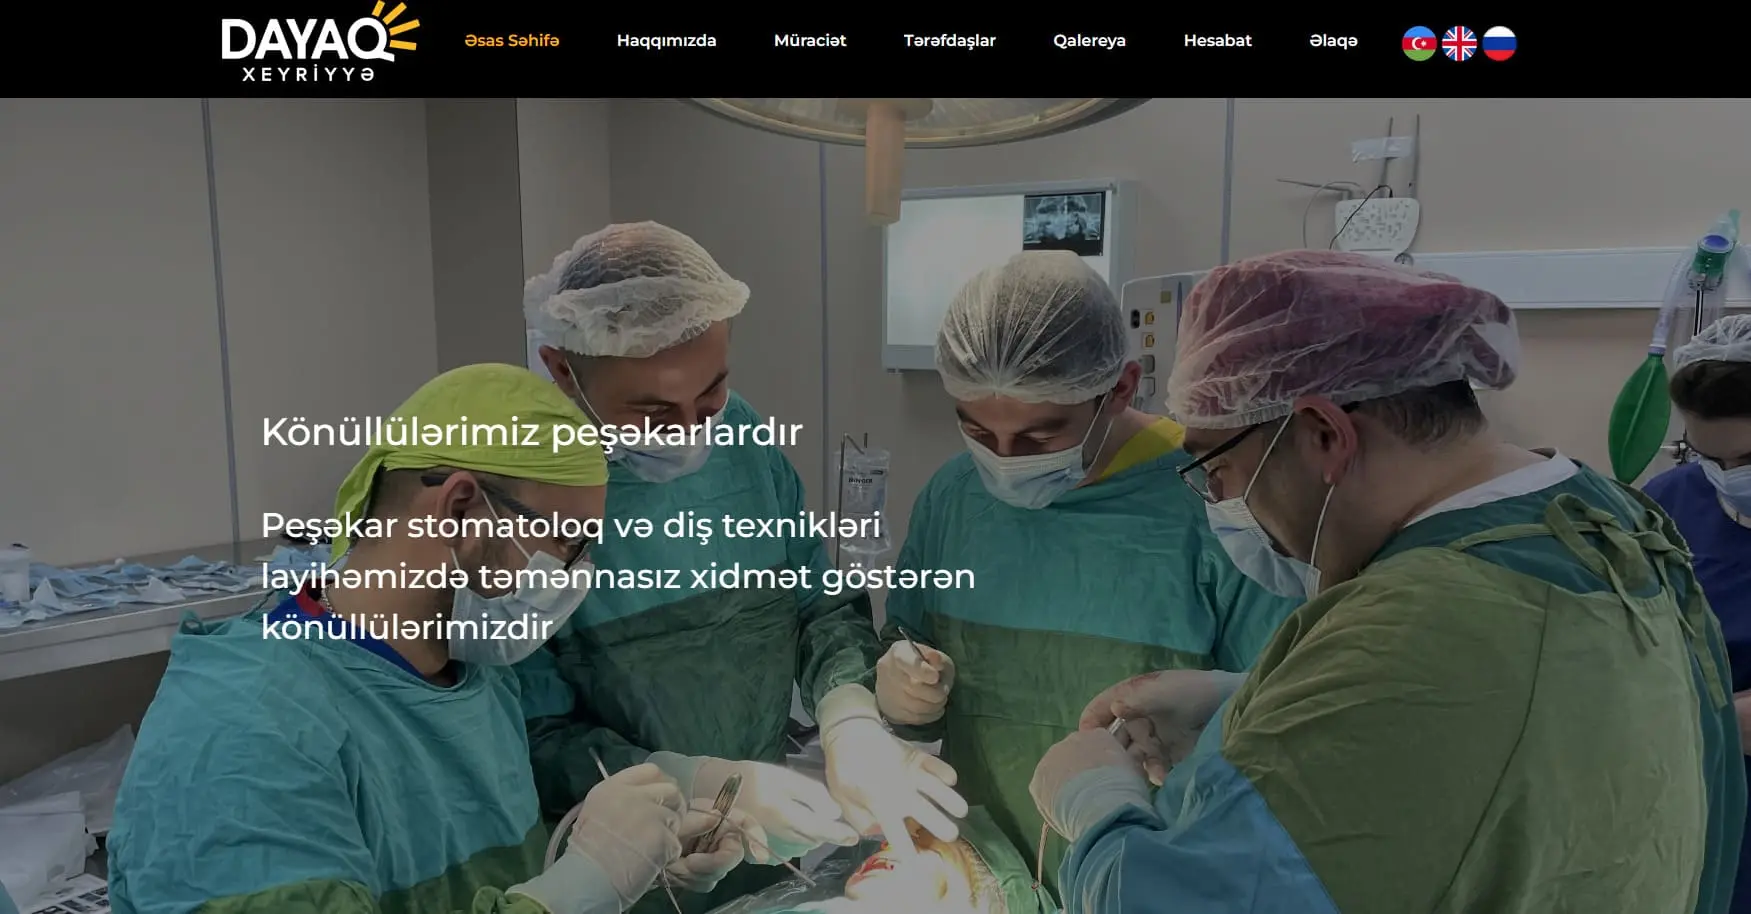 DAYAQ
XEYRİYYƏ
Əsas Səhifə
Haqqımızda
Müraciət
Tərəfdaşlar
Qalereya
Hesabat
Əlaqə
Könüllülərimiz peşəkarlardır
Peşəkar stomatoloq və diş texnikləri
layihəmizdə təmənnasız xidmət göstərən
könüllülərimizdir